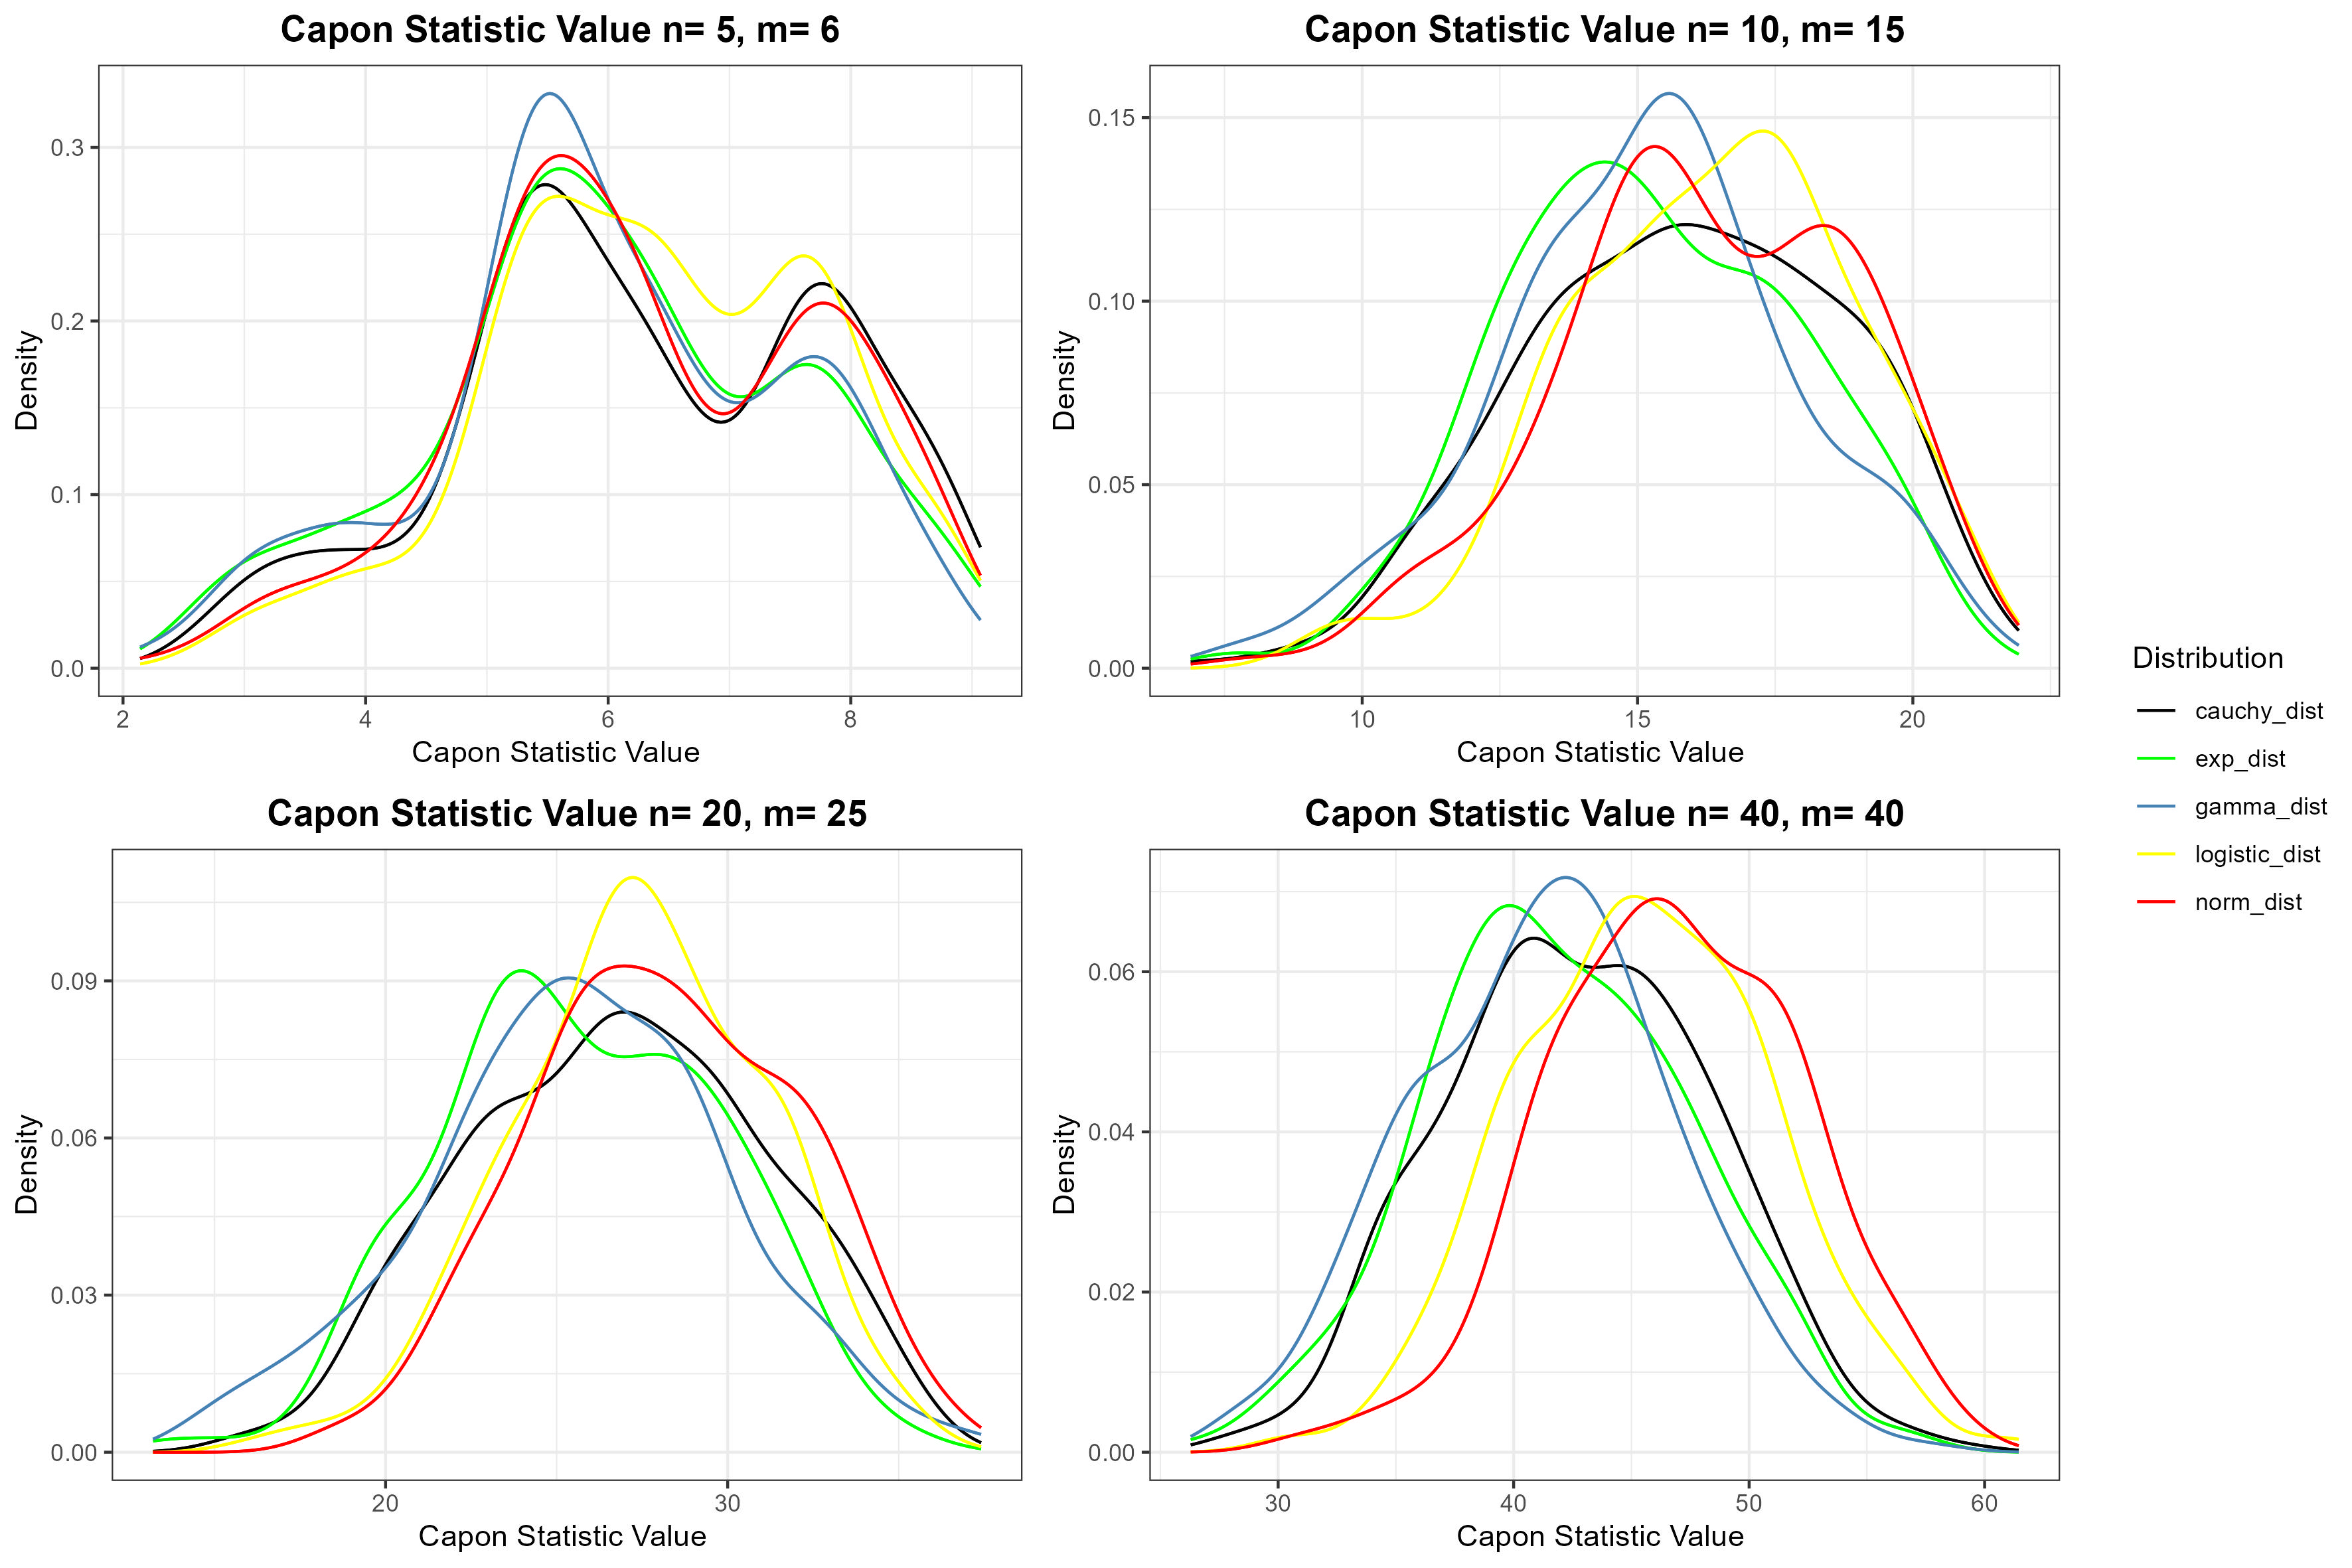 Capon Statistic Value n= 5, m= 6
0.3
0.2
0.1
0.0
Density
2 4 6 8
Capon Statistic Value
Capon Statistic Value n= 10, m= 15
0.15
0.10
0.05
0.00
Density
10 15 20
Capon Statistic Value
Capon Statistic Value n= 20, m= 25
0.09
0.06
0.03
0.00
Density
20 30
Capon Statistic Value
Capon Statistic Value n= 40, m= 40
0.06
0.04
0.02
0.00
Density
30 40 50 60
Capon Statistic Value
Distribution
cauchy_dist
exp_dist
gamma_dist
logistic_dist
norm_dist